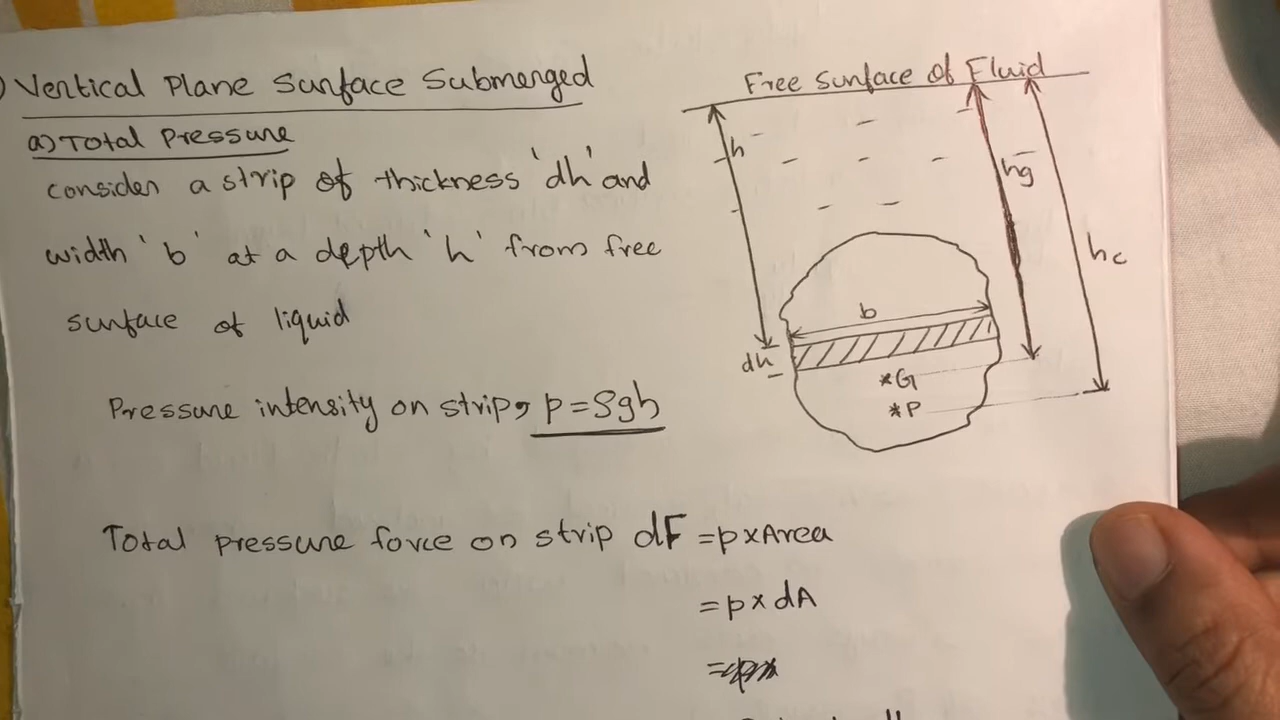 Vertical Plane Surface Submerged
a) Total Pressure
consider a strip of thickness 'dh' and
width 'b' at a depth 'h' from free
surface of liquid
Pressure intensity on strip, p = ρgh
Total pressure force on strip dF = p x Area
= p x dA
=
Free surface of Fluid
h
hg
hc
b
dh
*G
*P